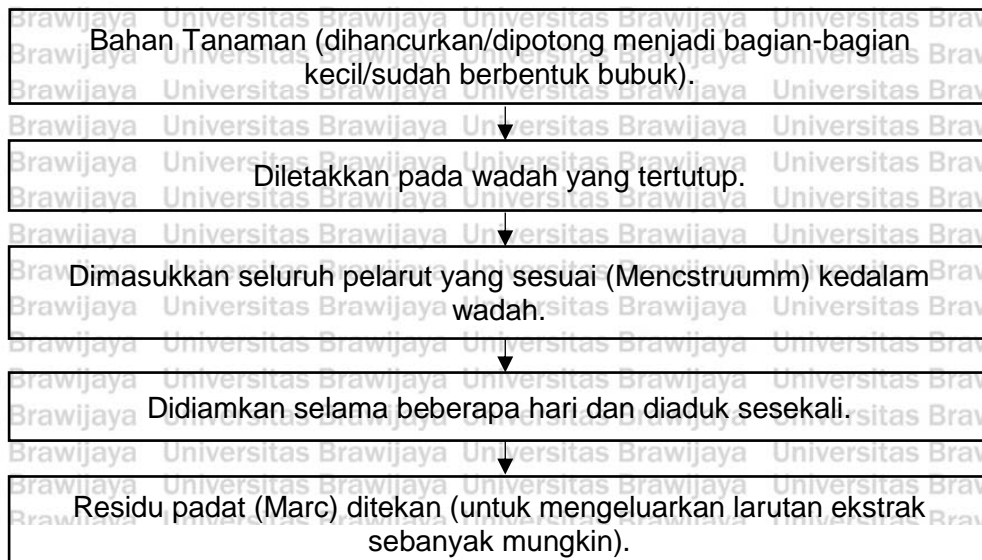 Bahan Tanaman (dihancurkan/dipotong menjadi bagian-bagian
kecil/sudah berbentuk bubuk).
Diletakkan pada wadah yang tertutup.
Dimasukkan seluruh pelarut yang sesuai (Mencstruumm) kedalam
wadah.
Didiamkan selama beberapa hari dan diaduk sesekali.
Residu padat (Marc) ditekan (untuk mengeluarkan larutan ekstrak
sebanyak mungkin).